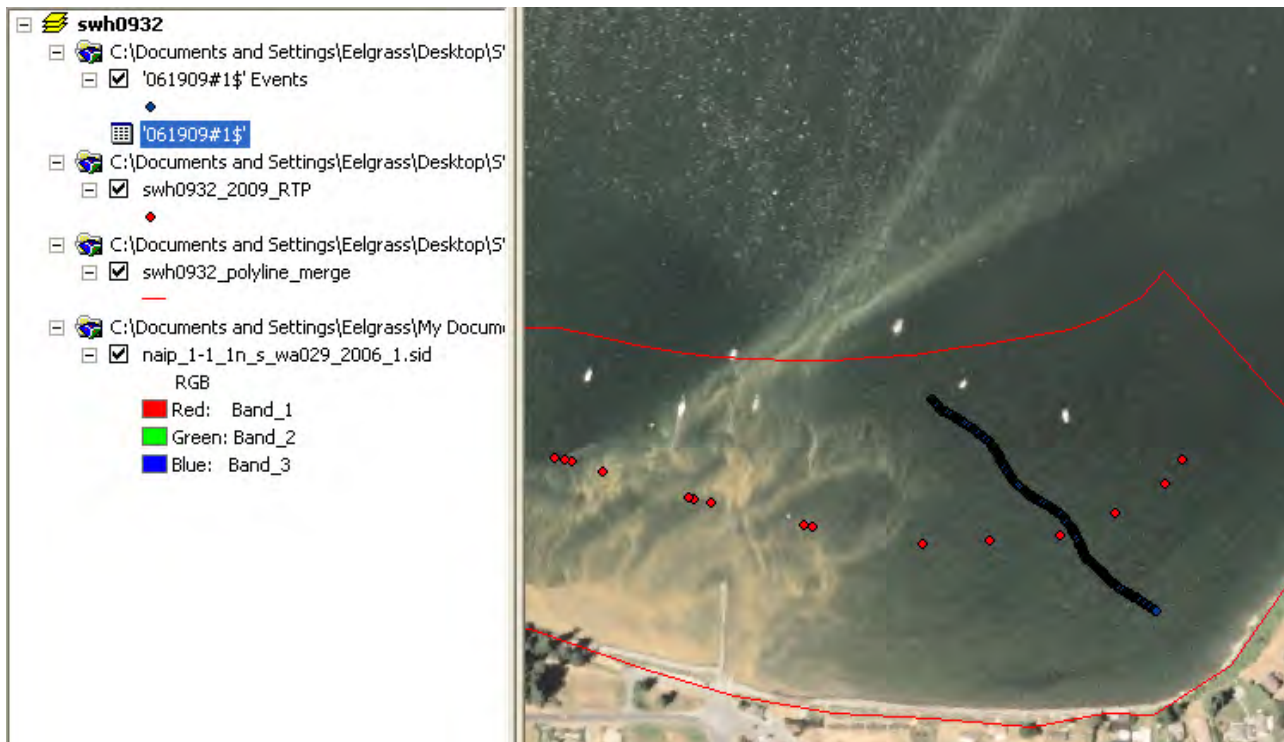 swh0932
C:\Documents and Settings\Eelgrass\Desktop\S'
'061909#1$' Events
'061909#1$'
C:\Documents and Settings\Eelgrass\Desktop\S'
swh0932_2009_RTP
C:\Documents and Settings\Eelgrass\Desktop\S'
swh0932_polyline_merge
C:\Documents and Settings\Eelgrass\My Docum
naip_1-1_1n_s_wa029_2006_1.sid
RGB
Red: Band_1
Green: Band_2
Blue: Band_3